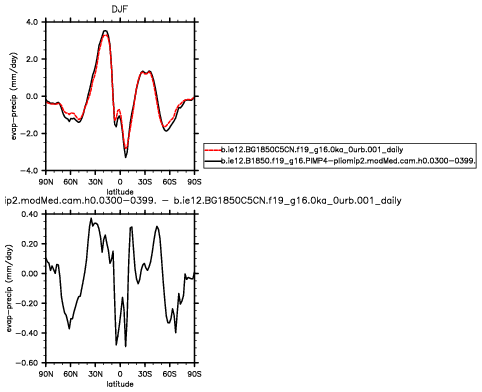 DJF
4.0
2.0
0.0
−2.0
−4.0
evap-precip (mm/day)
90N 60N 30N 0 30S 60S 90S
latitude
b.ie12.BG1850C5CN.f19_g16.0ka_0urb.001_daily
b.ie12.B1850.f19_g16.PIMP4-pliomip2.modMed.cam.h0.0300-0399.
ip2.modMed.cam.h0.0300-0399. − b.ie12.BG1850C5CN.f19_g16.0ka_0urb.001_daily
0.40
0.20
0.00
−0.20
−0.40
−0.60
evap-precip (mm/day)
90N 60N 30N 0 30S 60S 90S
latitude